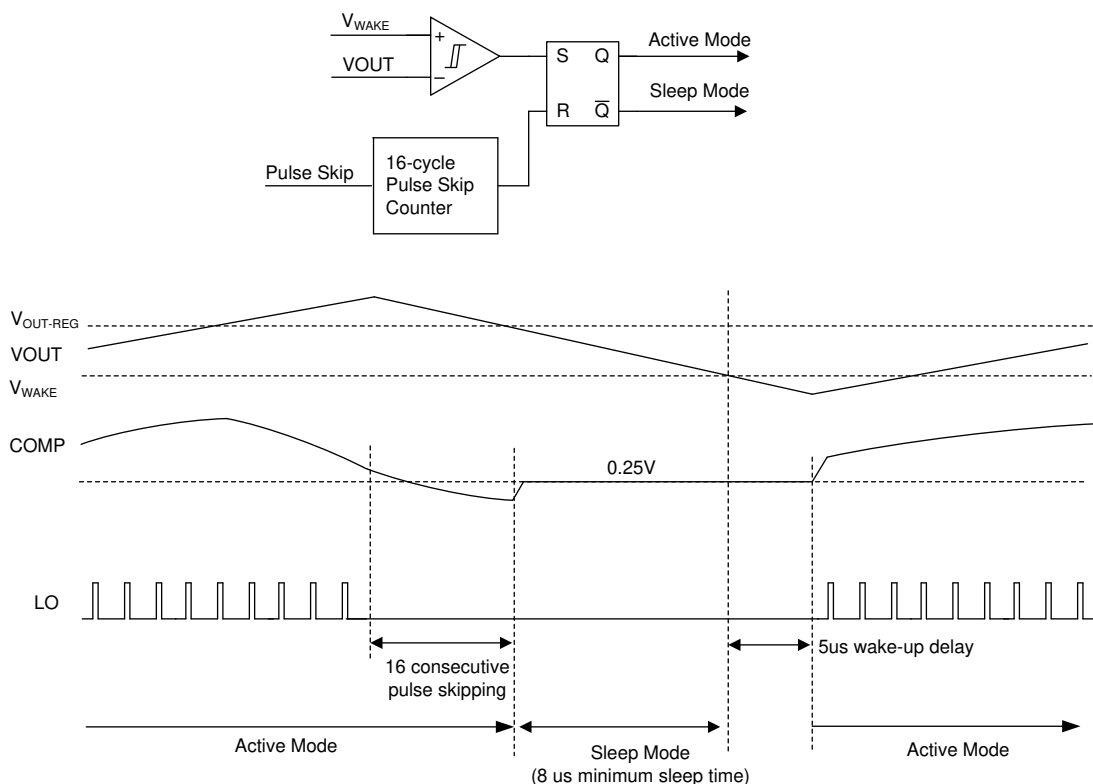 VWAKE
+
VOUT
−
S Q
R Q̅
Active Mode
Sleep Mode
Pulse Skip
16-cycle
Pulse Skip
Counter
VOUT-REG
VOUT
VWAKE
COMP
0.25V
LO
16 consecutive
pulse skipping
5us wake-up delay
Active Mode
Sleep Mode
(8 us minimum sleep time)
Active Mode